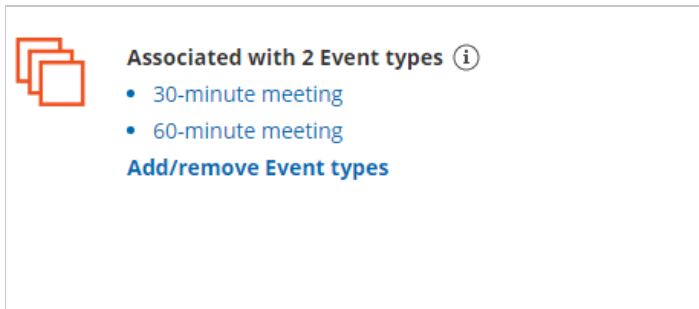 Associated with 2 Event types
30-minute meeting
60-minute meeting
Add/remove Event types